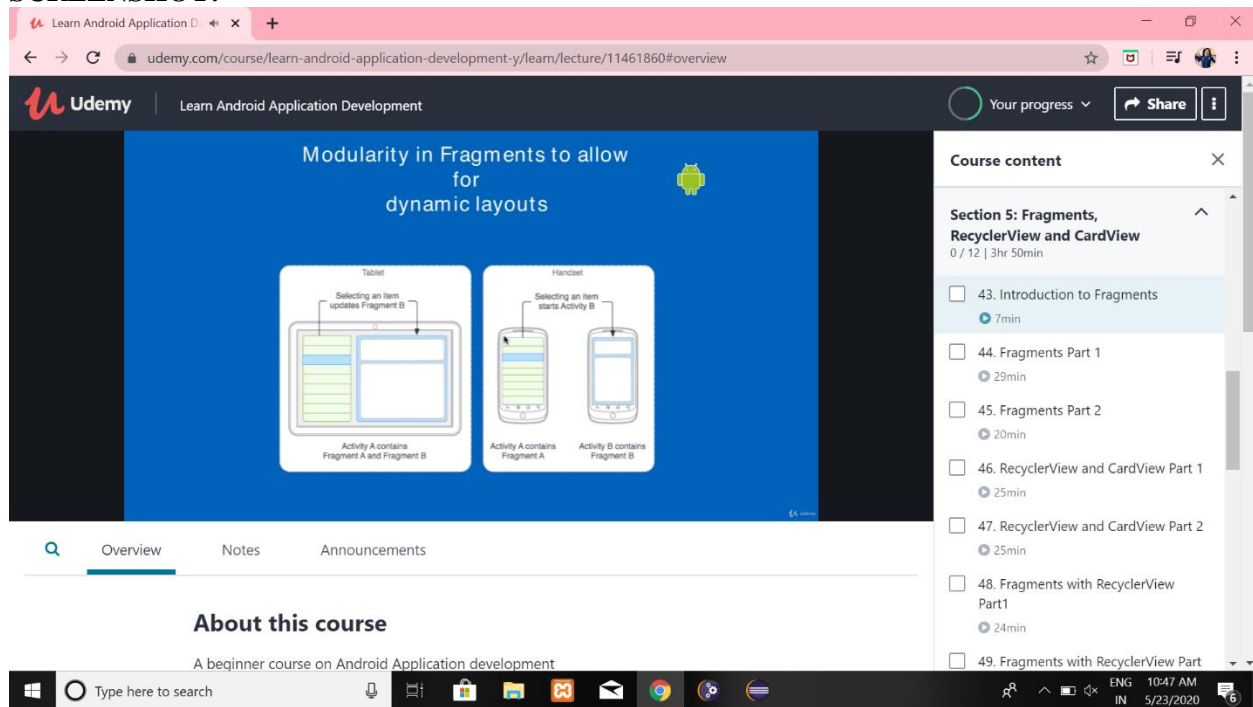 Learn Android Application D
udemy.com/course/learn-android-application-development-y/learn/lecture/11461860#overview
Udemy
Learn Android Application Development
Your progress
Share
Modularity in Fragments to allow
for
dynamic layouts
Tablet
Selecting an item
updates Fragment B
Activity A contains
Fragment A and Fragment B
Handset
Selecting an item
starts Activity B
Activity A contains
Fragment A
Activity B contains
Fragment B
Udemy
Course content
Section 5: Fragments,
RecyclerView and CardView
0 / 12 | 3hr 50min
43. Introduction to Fragments
7min
44. Fragments Part 1
29min
45. Fragments Part 2
20min
46. RecyclerView and CardView Part 1
25min
47. RecyclerView and CardView Part 2
25min
48. Fragments with RecyclerView
Part1
24min
49. Fragments with RecyclerView Part
Overview
Notes
Announcements
About this course
A beginner course on Android Application development
Type here to search
ENG
IN
10:47 AM
5/23/2020
6